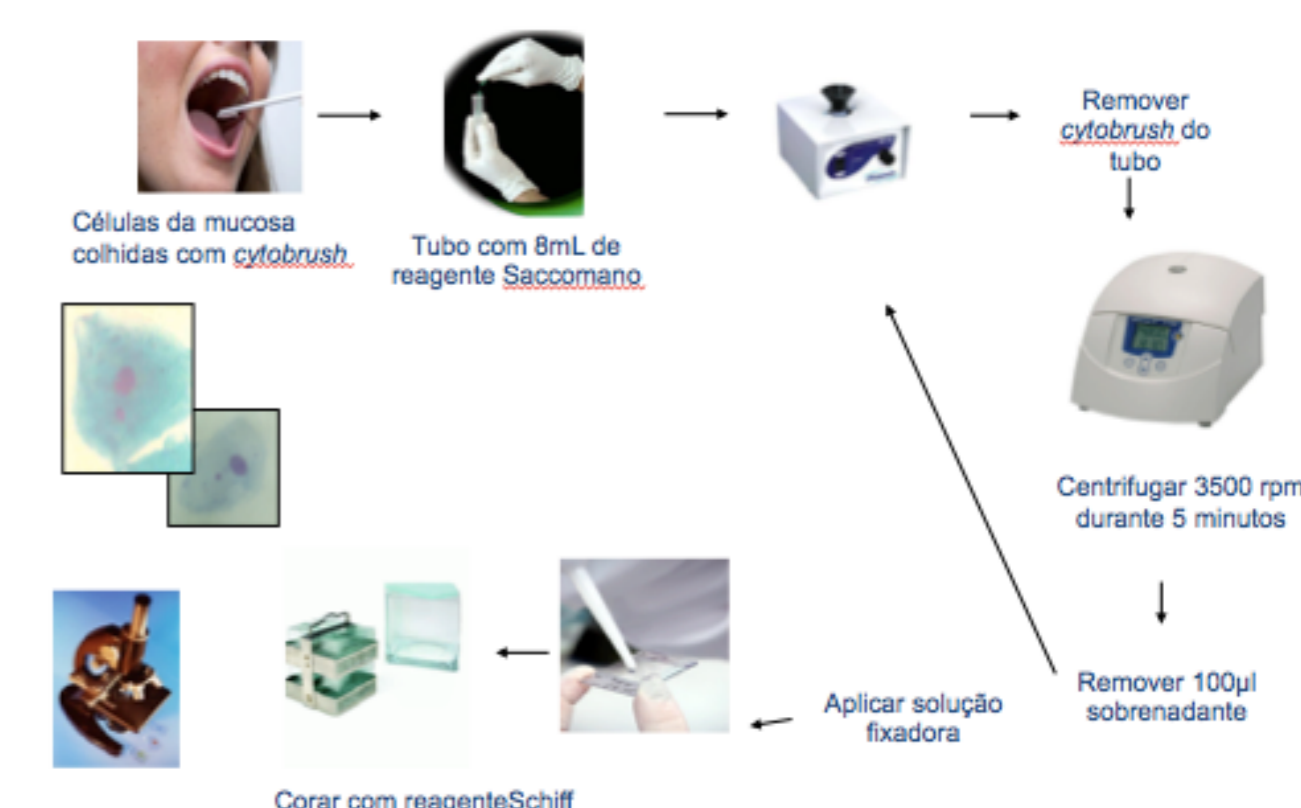 Células da mucosa
colhidas com cytobrush
Tubo com 8mL de
reagente Saccomano
Remover
cytobrush do
tubo
Centrifugar 3500 rpm
durante 5 minutos
Remover 100µl
sobrenadante
Aplicar solução
fixadora
Corar com reagenteSchiff